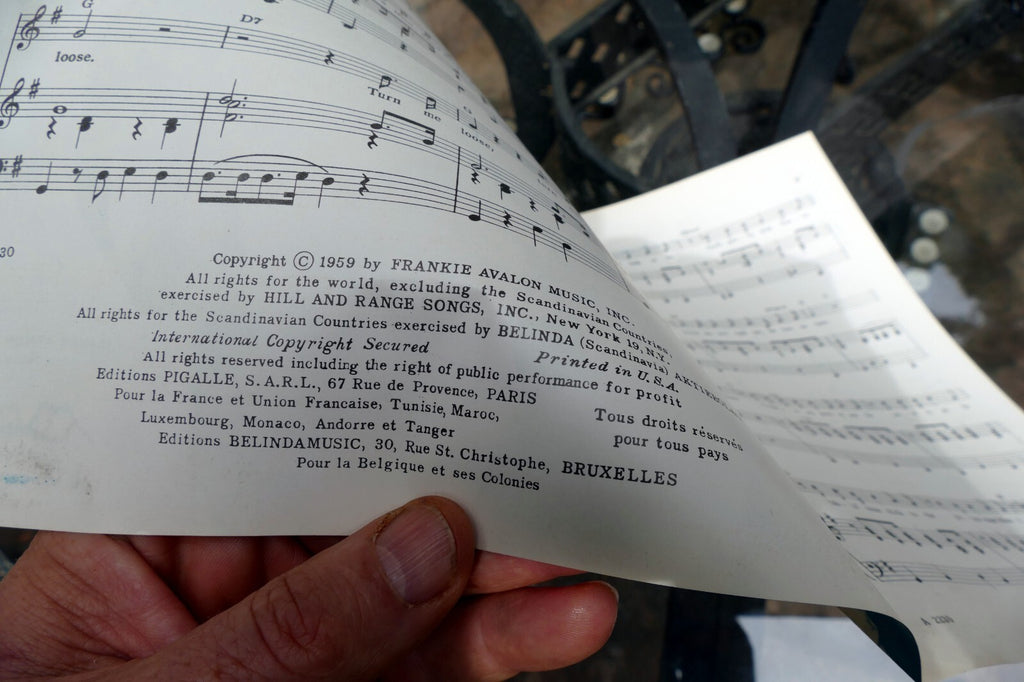 G
D7
loose.
Turn me loose.
30
Copyright © 1959 by FRANKIE AVALON MUSIC, INC.
All rights for the world, excluding the Scandinavian Countries,
exercised by HILL AND RANGE SONGS, INC., New York 19, N.Y.
All rights for the Scandinavian Countries exercised by BELINDA (Scandinavia)
International Copyright Secured Printed in U.S.A.
All rights reserved including the right of public performance for profit
Editions PIGALLE, S.A.R.L., 67 Rue de Provence, PARIS
Pour la France et Union Francaise, Tunisie, Maroc,
Luxembourg, Monaco, Andorre et Tanger
Tous droits réservés
pour tous pays
Editions BELINDAMUSIC, 30, Rue St. Christophe, BRUXELLES
Pour la Belgique et ses Colonies